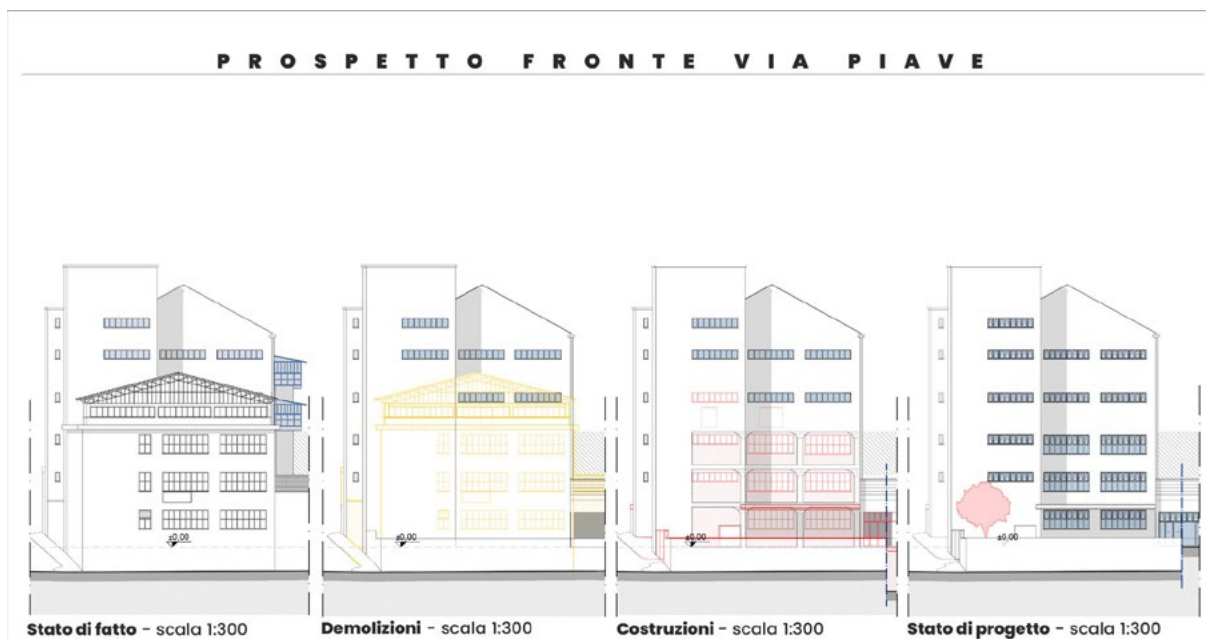 PROSPETTO FRONTE VIA PIAVE
±0,00
±0,00
±0,00
±0,00
Stato di fatto - scala 1:300
Demolizioni - scala 1:300
Costruzioni - scala 1:300
Stato di progetto - scala 1:300